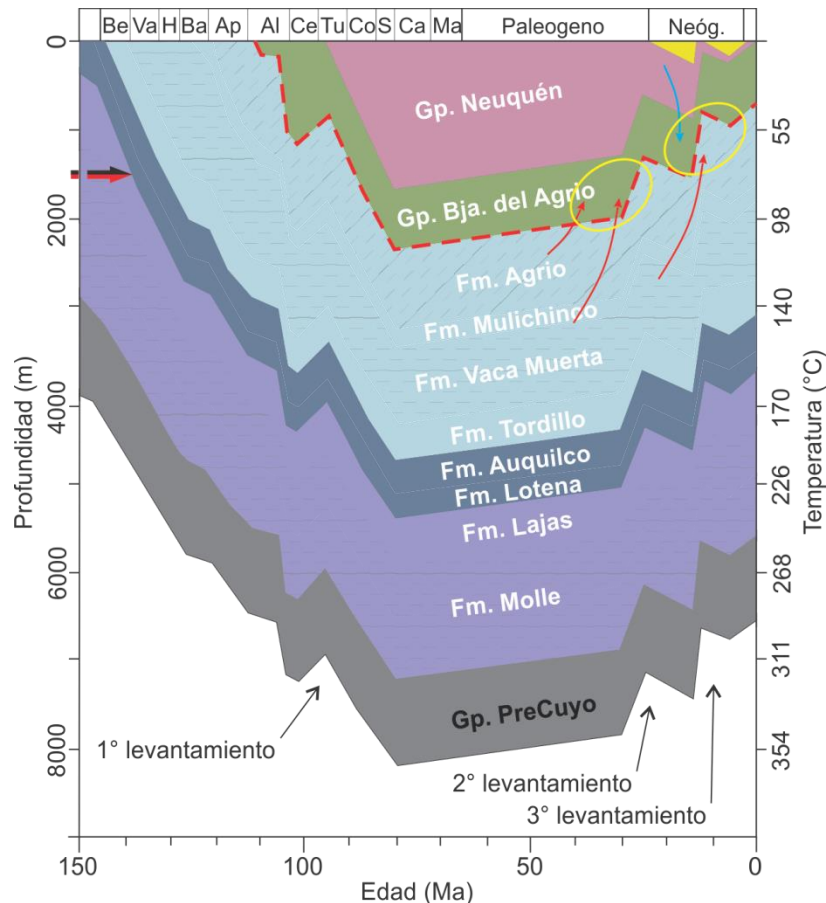 Be Va H Ba Ap Al Ce Tu Co S Ca Ma Paleogeno Neóg.
0
Gp. Neuquén
55
2000
Gp. Bja. del Agrio
98
Fm. Agrio
Fm. Mulichinco
140
Fm. Vaca Muerta
4000
170
Fm. Tordillo
Fm. Auquilco
Fm. Lotena
226
Fm. Lajas
6000
268
Fm. Molle
311
Gp. PreCuyo
1° levantamiento
8000
354
2° levantamiento
3° levantamiento
150 100 50 0
Edad (Ma)
Profundidad (m)
Temperatura (°C)